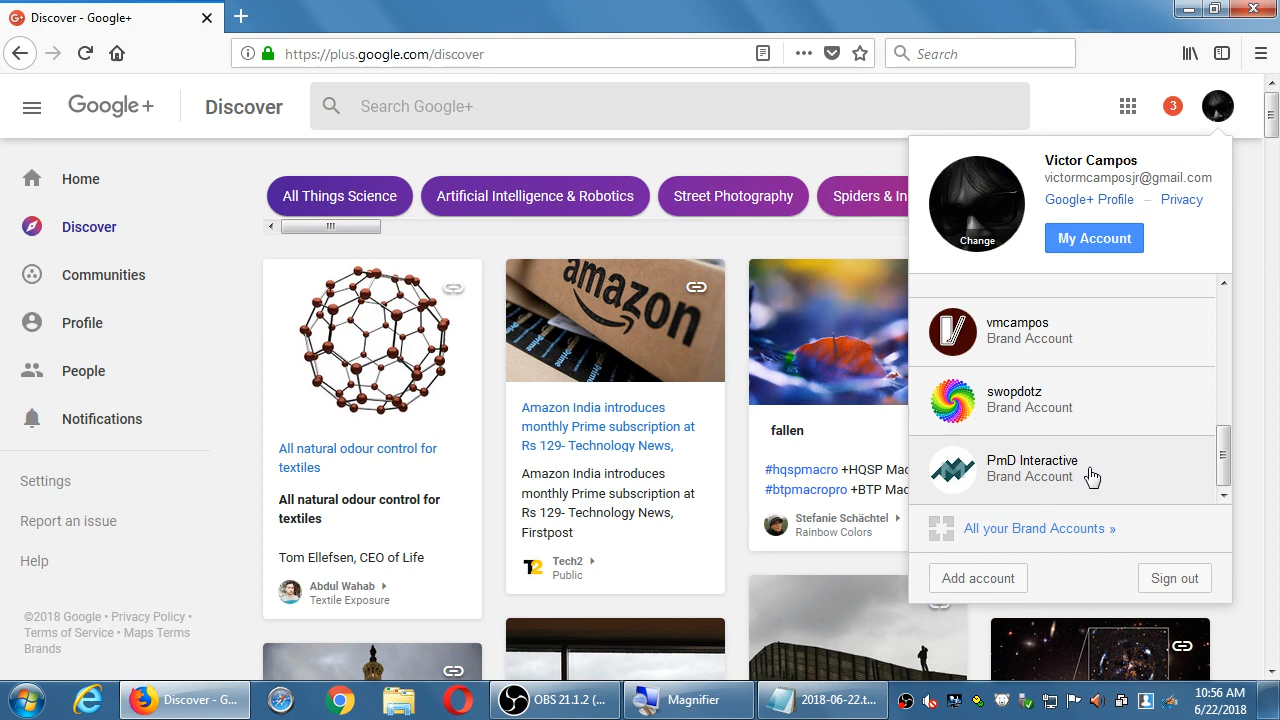 Discover - Google+
https://plus.google.com/discover
Search
Google+
Discover
Search Google+
3
Home
Discover
Communities
Profile
People
Notifications
Settings
Report an issue
Help
©2018 Google • Privacy Policy •
Terms of Service • Maps Terms
Brands
All Things Science
Artificial Intelligence & Robotics
Street Photography
Spiders & In
All natural odour control for
textiles
All natural odour control for
textiles
Tom Ellefsen, CEO of Life
Abdul Wahab
Textile Exposure
amazon
Amazon India introduces
monthly Prime subscription at
Rs 129- Technology News,
Amazon India introduces
monthly Prime subscription at
Rs 129- Technology News,
Firstpost
T2
Tech2
Public
fallen
#hqspmacro +HQSP Mac
#btpmacropro +BTP Mac
Stefanie Schächtel
Rainbow Colors
Victor Campos
victormcamposjr@gmail.com
Google+ Profile – Privacy
Change
My Account
vmcampos
Brand Account
swopdotz
Brand Account
PmD Interactive
Brand Account
All your Brand Accounts »
Add account
Sign out
Discover - G...
OBS 21.1.2 (...
Magnifier
2018-06-22.t...
10:56 AM
6/22/2018